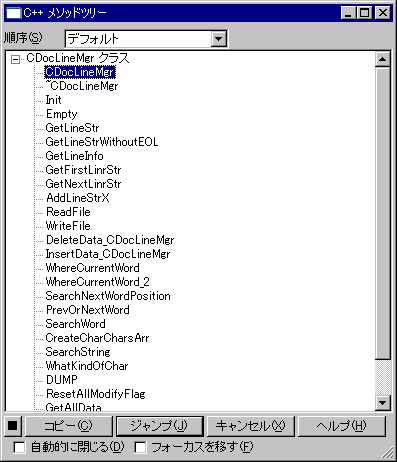 C++ メソッドツリー
順序(S) デフォルト
CDocLineMgr クラス
CDocLineMgr
~CDocLineMgr
Init
Empty
GetLineStr
GetLineStrWithoutEOL
GetLineInfo
GetFirstLinrStr
GetNextLinrStr
AddLineStrX
ReadFile
WriteFile
DeleteData_CDocLineMgr
InsertData_CDocLineMgr
WhereCurrentWord
WhereCurrentWord_2
SearchNextWordPosition
PrevOrNextWord
SearchWord
CreateCharCharsArr
SearchString
WhatKindOfChar
DUMP
ResetAllModifyFlag
GetAllData
コピー(C) ジャンプ(J) キャンセル(X) ヘルプ(H)
自動的に閉じる(D) フォーカスを移す(F)